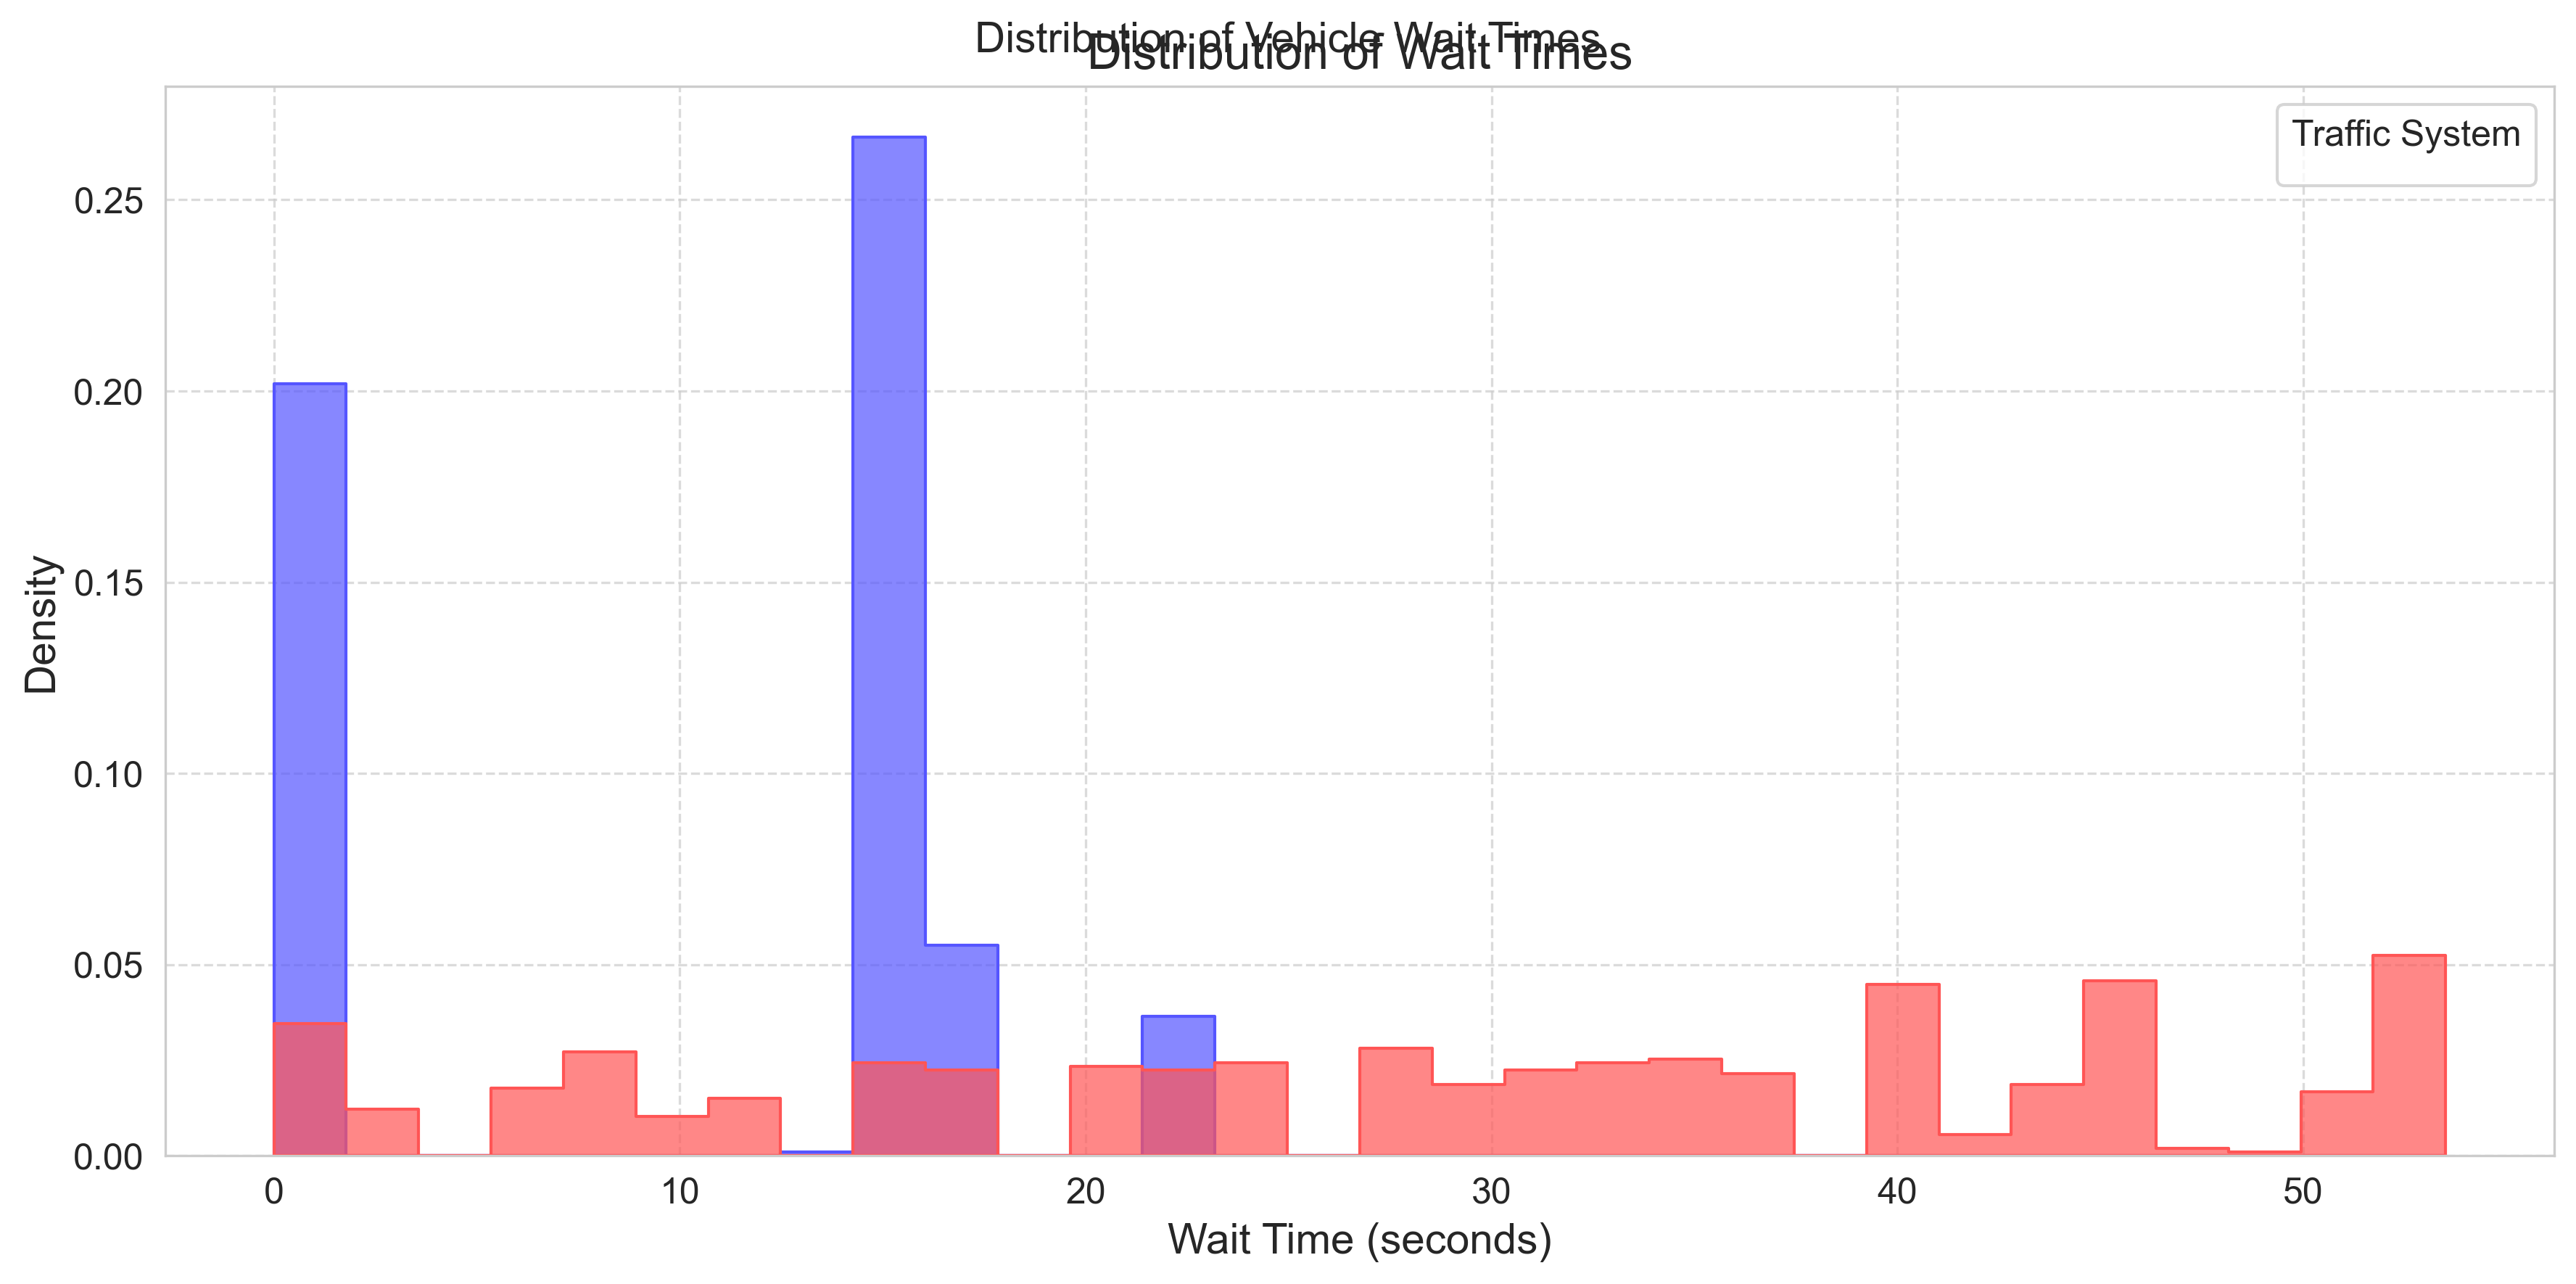 Distribution of Vehicle Wait Times
Distribution of Wait Times
Traffic System
0.25
0.20
0.15
0.10
0.05
0.00
Density
0 10 20 30 40 50
Wait Time (seconds)